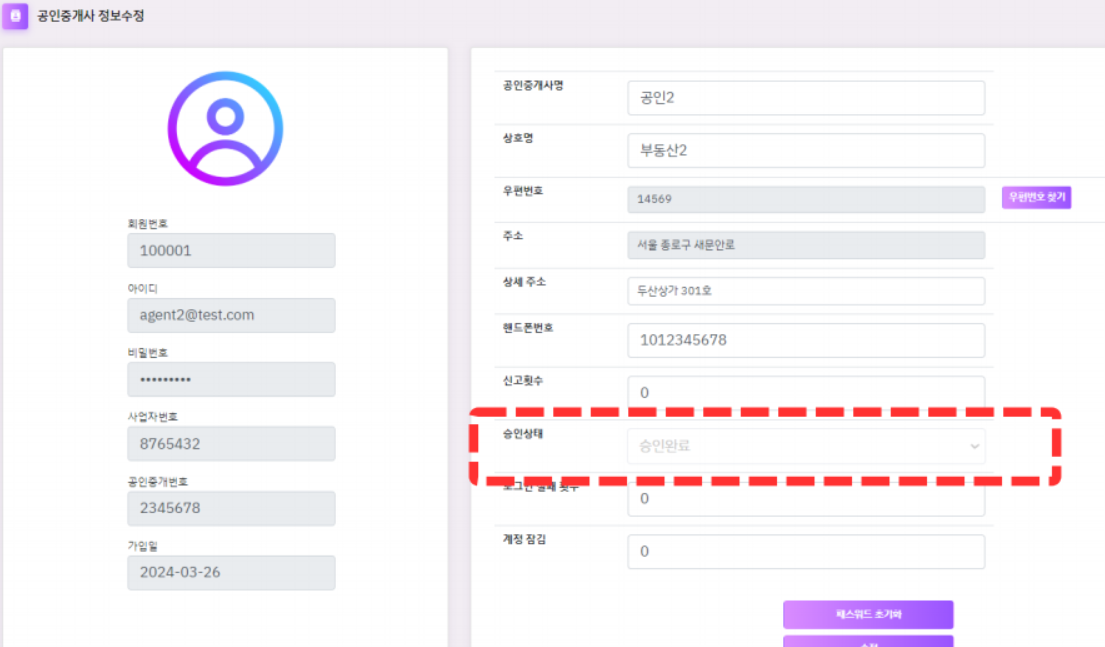 공인중개사 정보수정
회원번호
100001
아이디
agent2@test.com
비밀번호
•••••••••
사업자번호
8765432
공인중개번호
2345678
가입일
2024-03-26
공인중개사명
공인2
상호명
부동산2
우편번호
14569
우편번호 찾기
주소
서울 종로구 새문안로
상세 주소
두산상가 301호
핸드폰번호
1012345678
신고횟수
0
승인상태
승인완료
로그인 실패 횟수
0
계정 잠김
0
패스워드 초기화